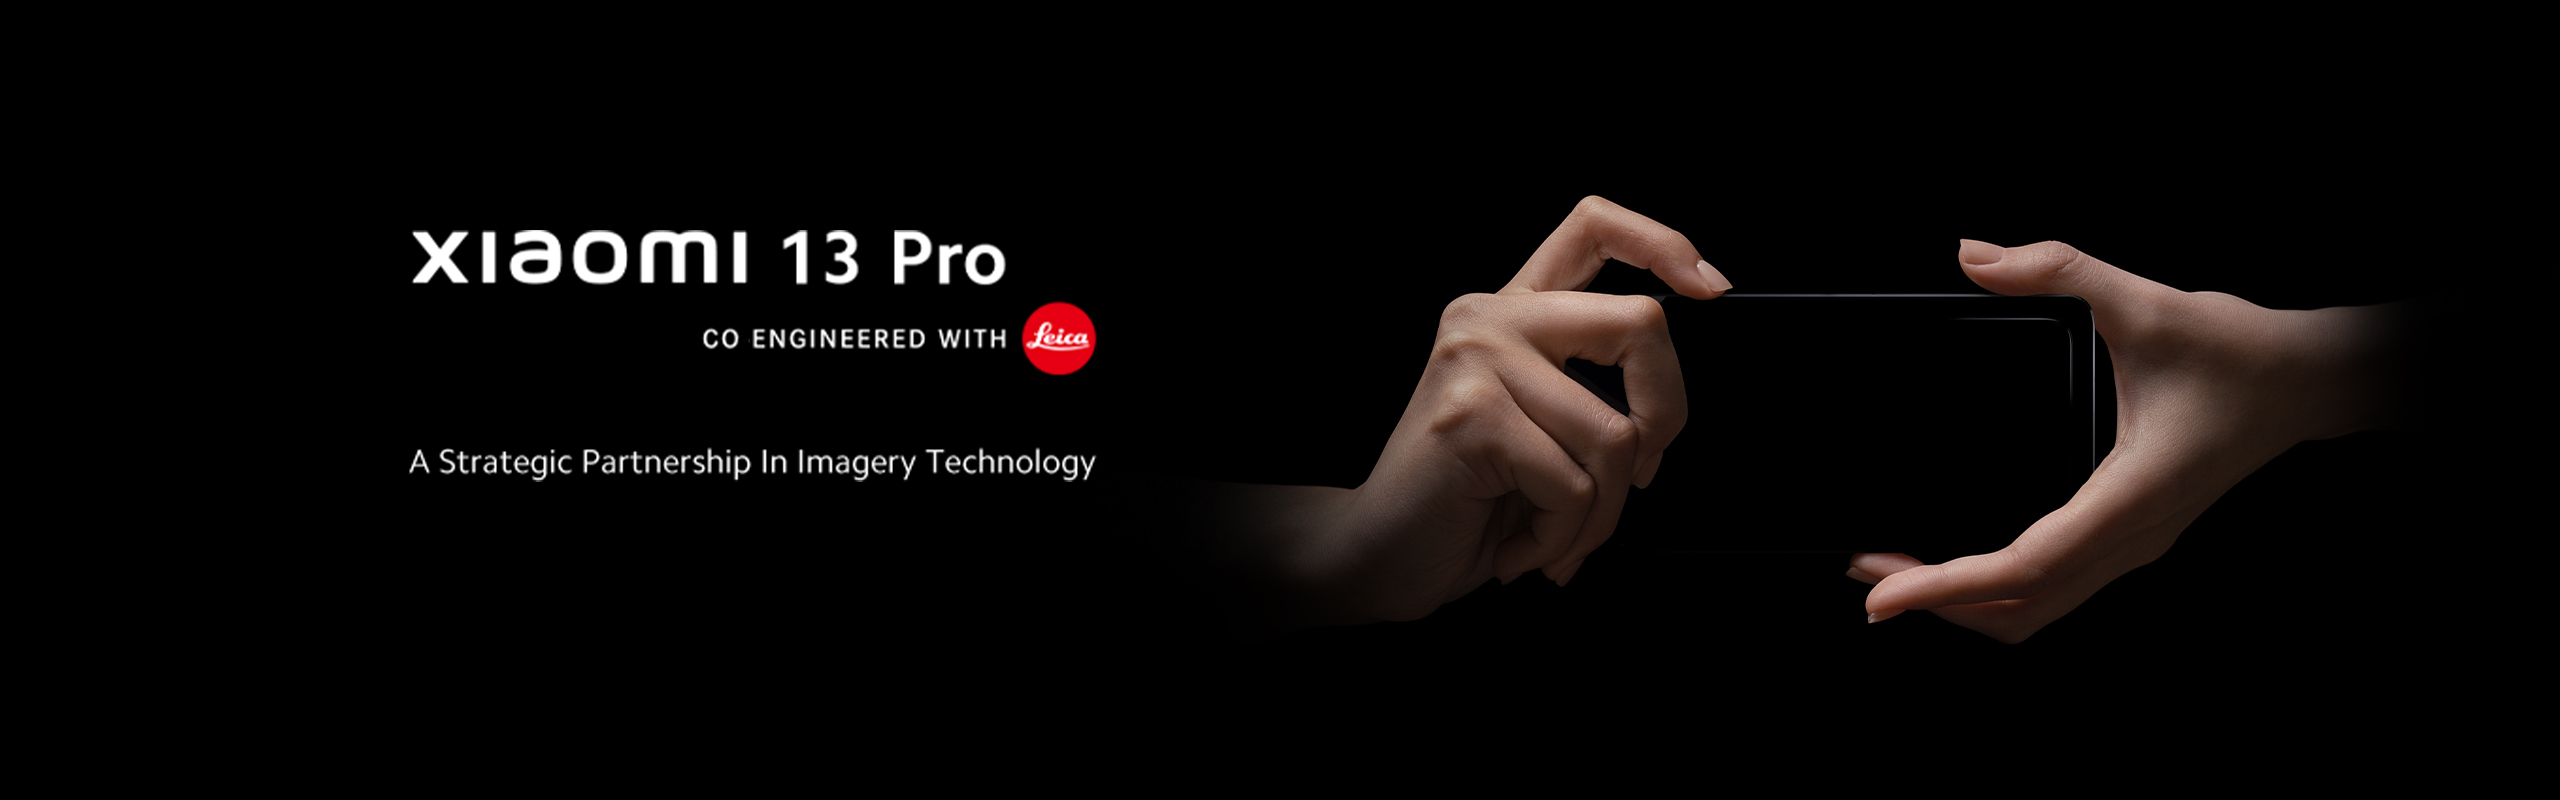 xiaomi 13 Pro
CO ENGINEERED WITH Leica
A Strategic Partnership In Imagery Technology